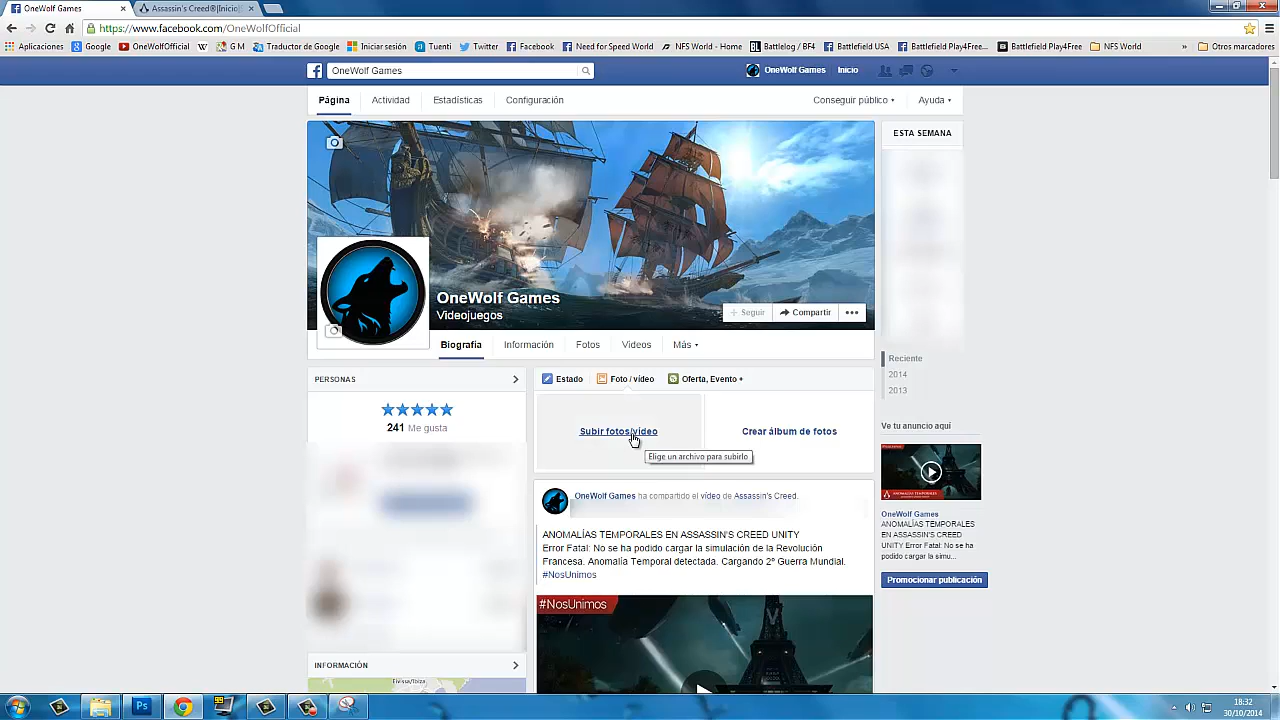 OneWolf Games
Assassin's Creed®|Inicio|
https://www.facebook.com/OneWolfOfficial
Aplicaciones
Google
OneWolfOfficial
G M
Traductor de Google
Iniciar sesión
Tuenti
Twitter
Facebook
Need for Speed World
NFS World - Home
Battlelog / BF4
Battlefield USA
Battlefield Play4Free...
Battlefield Play4Free
NFS World
»
Otros marcadores
OneWolf Games
OneWolf Games
Inicio
Página
Actividad
Estadísticas
Configuración
Conseguir público
Ayuda
ESTA SEMANA
OneWolf Games
Videojuegos
+ Seguir
Compartir
•••
Biografía
Información
Fotos
Vídeos
Más
Reciente
2014
2013
PERSONAS
241 Me gusta
Estado
Foto / vídeo
Oferta, Evento +
Subir fotos/vídeo
Elige un archivo para subirlo
Crear álbum de fotos
Ve tu anuncio aquí
ANOMALÍAS TEMPORALES
OneWolf Games
ANOMALÍAS TEMPORALES
EN ASSASSIN'S CREED
UNITY Error Fatal: No se ha
podido cargar la simu...
Promocionar publicación
OneWolf Games ha compartido el vídeo de Assassin's Creed.
ANOMALÍAS TEMPORALES EN ASSASSIN'S CREED UNITY
Error Fatal: No se ha podido cargar la simulación de la Revolución
Francesa. Anomalía Temporal detectada. Cargando 2º Guerra Mundial.
#NosUnimos
#NosUnimos
INFORMACIÓN
Eivissa/Ibiza
Ps
18:32
30/10/2014